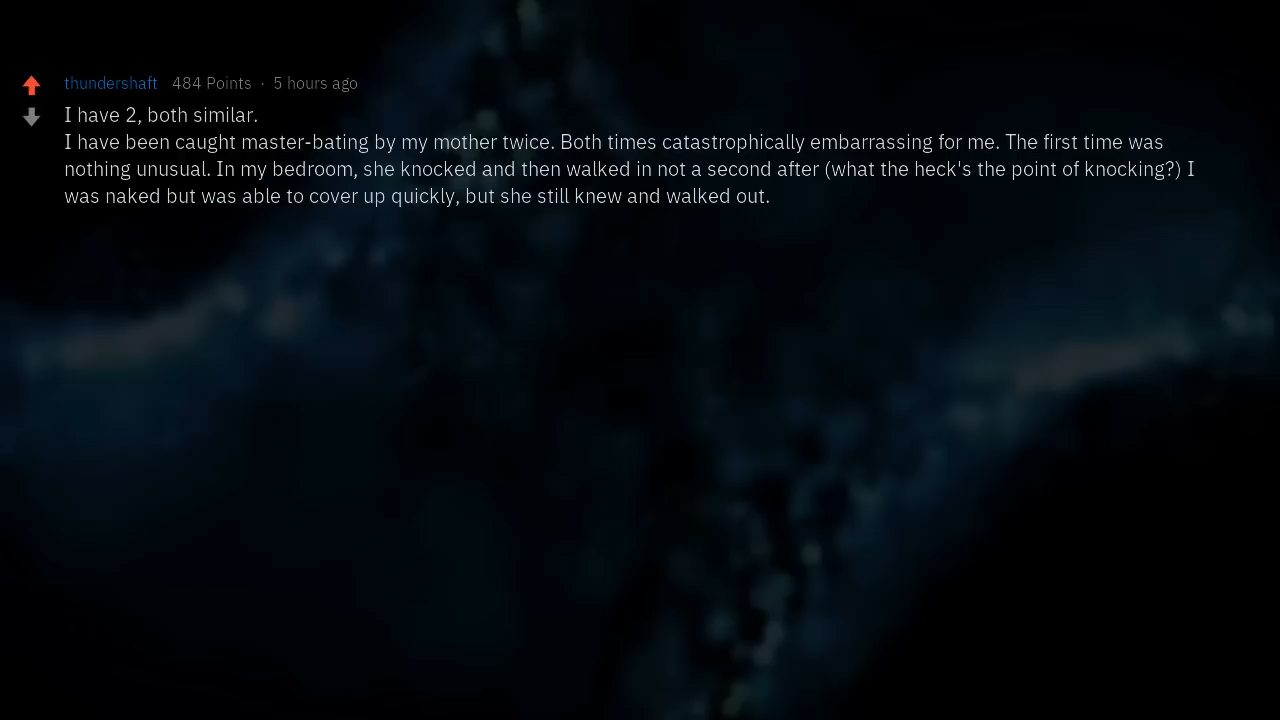 thundershaft 484 Points · 5 hours ago
I have 2, both similar.
I have been caught master-bating by my mother twice. Both times catastrophically embarrassing for me. The first time was
nothing unusual. In my bedroom, she knocked and then walked in not a second after (what the heck's the point of knocking?) I
was naked but was able to cover up quickly, but she still knew and walked out.